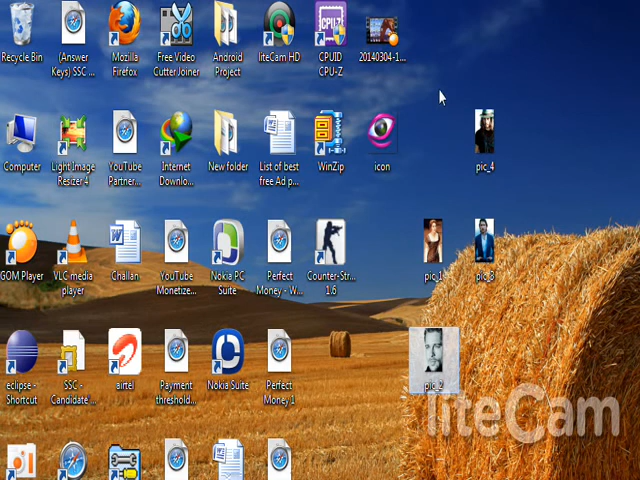 Recycle Bin
(Answer
Keys) SSC ...
Mozilla
Firefox
Free Video
Cutter Joiner
Android
Project
liteCam HD
CPUID
CPU-Z
20140304-1...
CPU-Z
Computer
Light Image
Resizer 4
YouTube
Partner...
Internet
Downlo...
New folder
List of best
free Ad p...
WinZip
icon
pic_4
GOM Player
VLC media
player
Challan
YouTube
Monetize...
Nokia PC
Suite
Perfect
Money - W...
Counter-Str...
1.6
pic_1
pic_3
eclipse -
Shortcut
SSC -
Candidate ...
airtel
Payment
threshold...
Nokia Suite
Perfect
Money 1
pic_2
liteCam